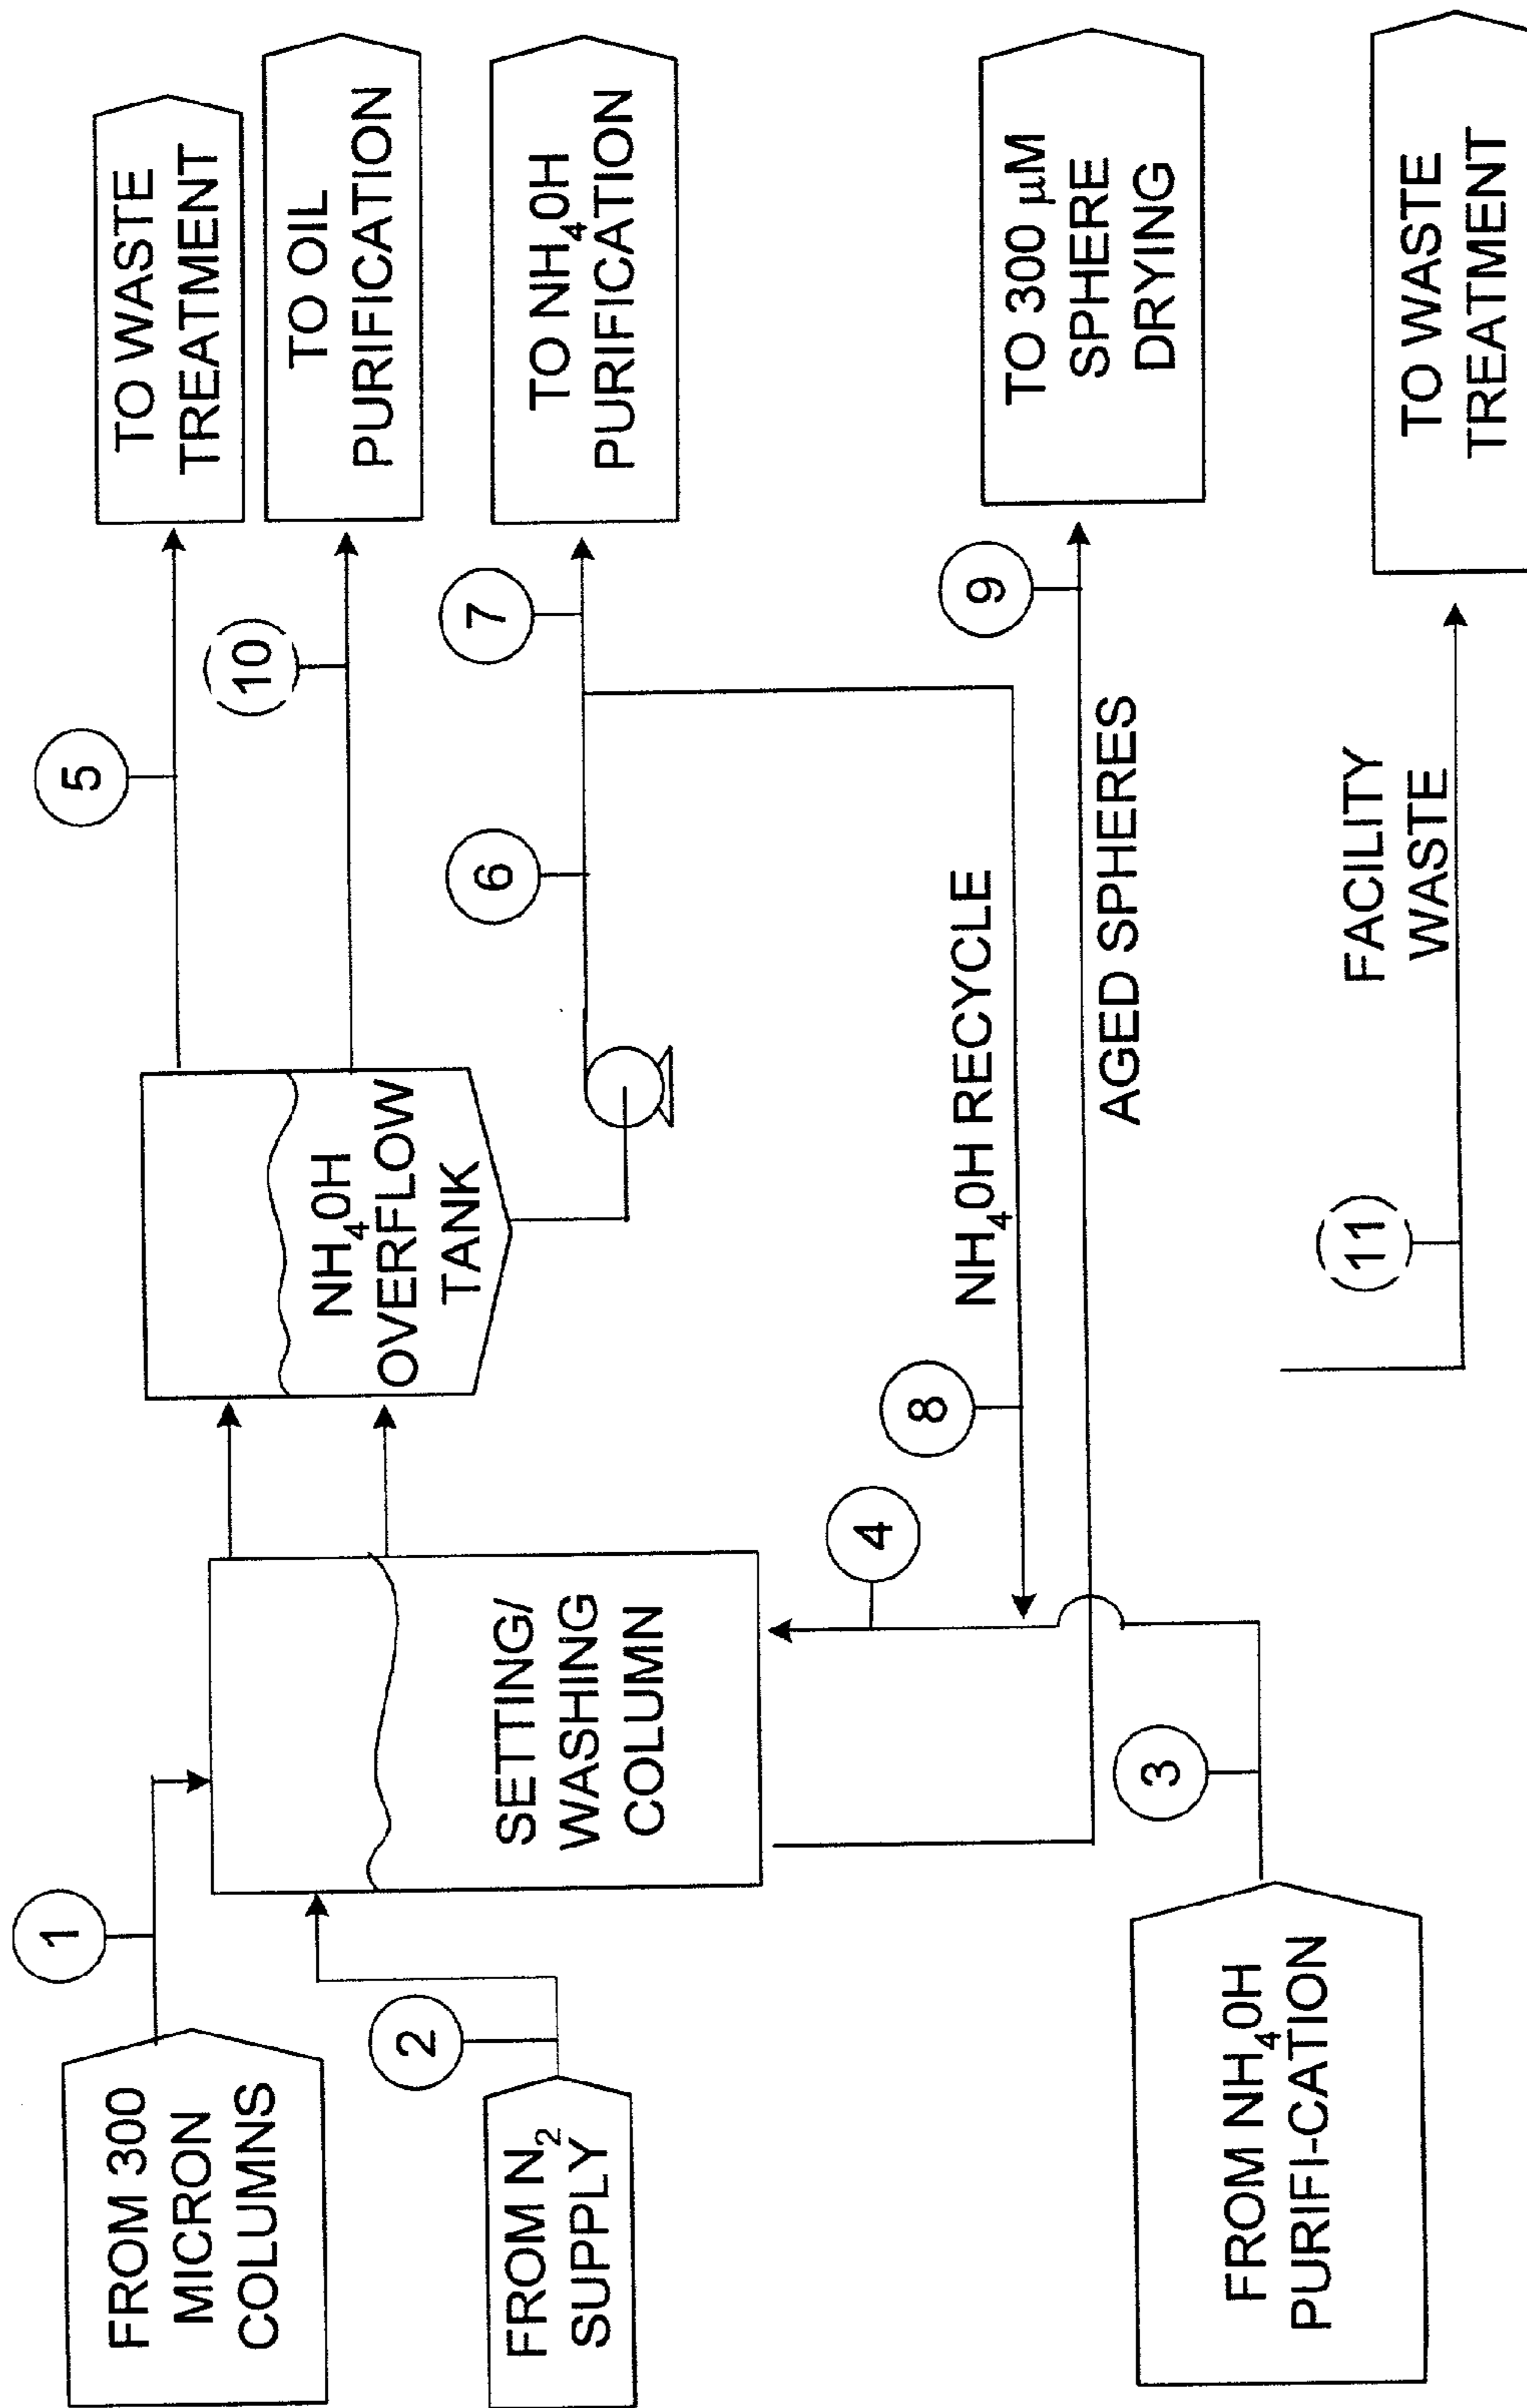 FROM 300
MICRON
COLUMNS
1
FROM N2
SUPPLY
2
SETTING/
WASHING
COLUMN
NH40H
OVERFLOW
TANK
5
TO WASTE
TREATMENT
10
TO OIL
PURIFICATION
6
7
TO NH40H
PURIFICATION
4
8
NH40H RECYCLE
AGED SPHERES
9
TO 300 µM
SPHERE
DRYING
FROM NH40H
PURIFI-CATION
3
11
FACILITY
WASTE
TO WASTE
TREATMENT